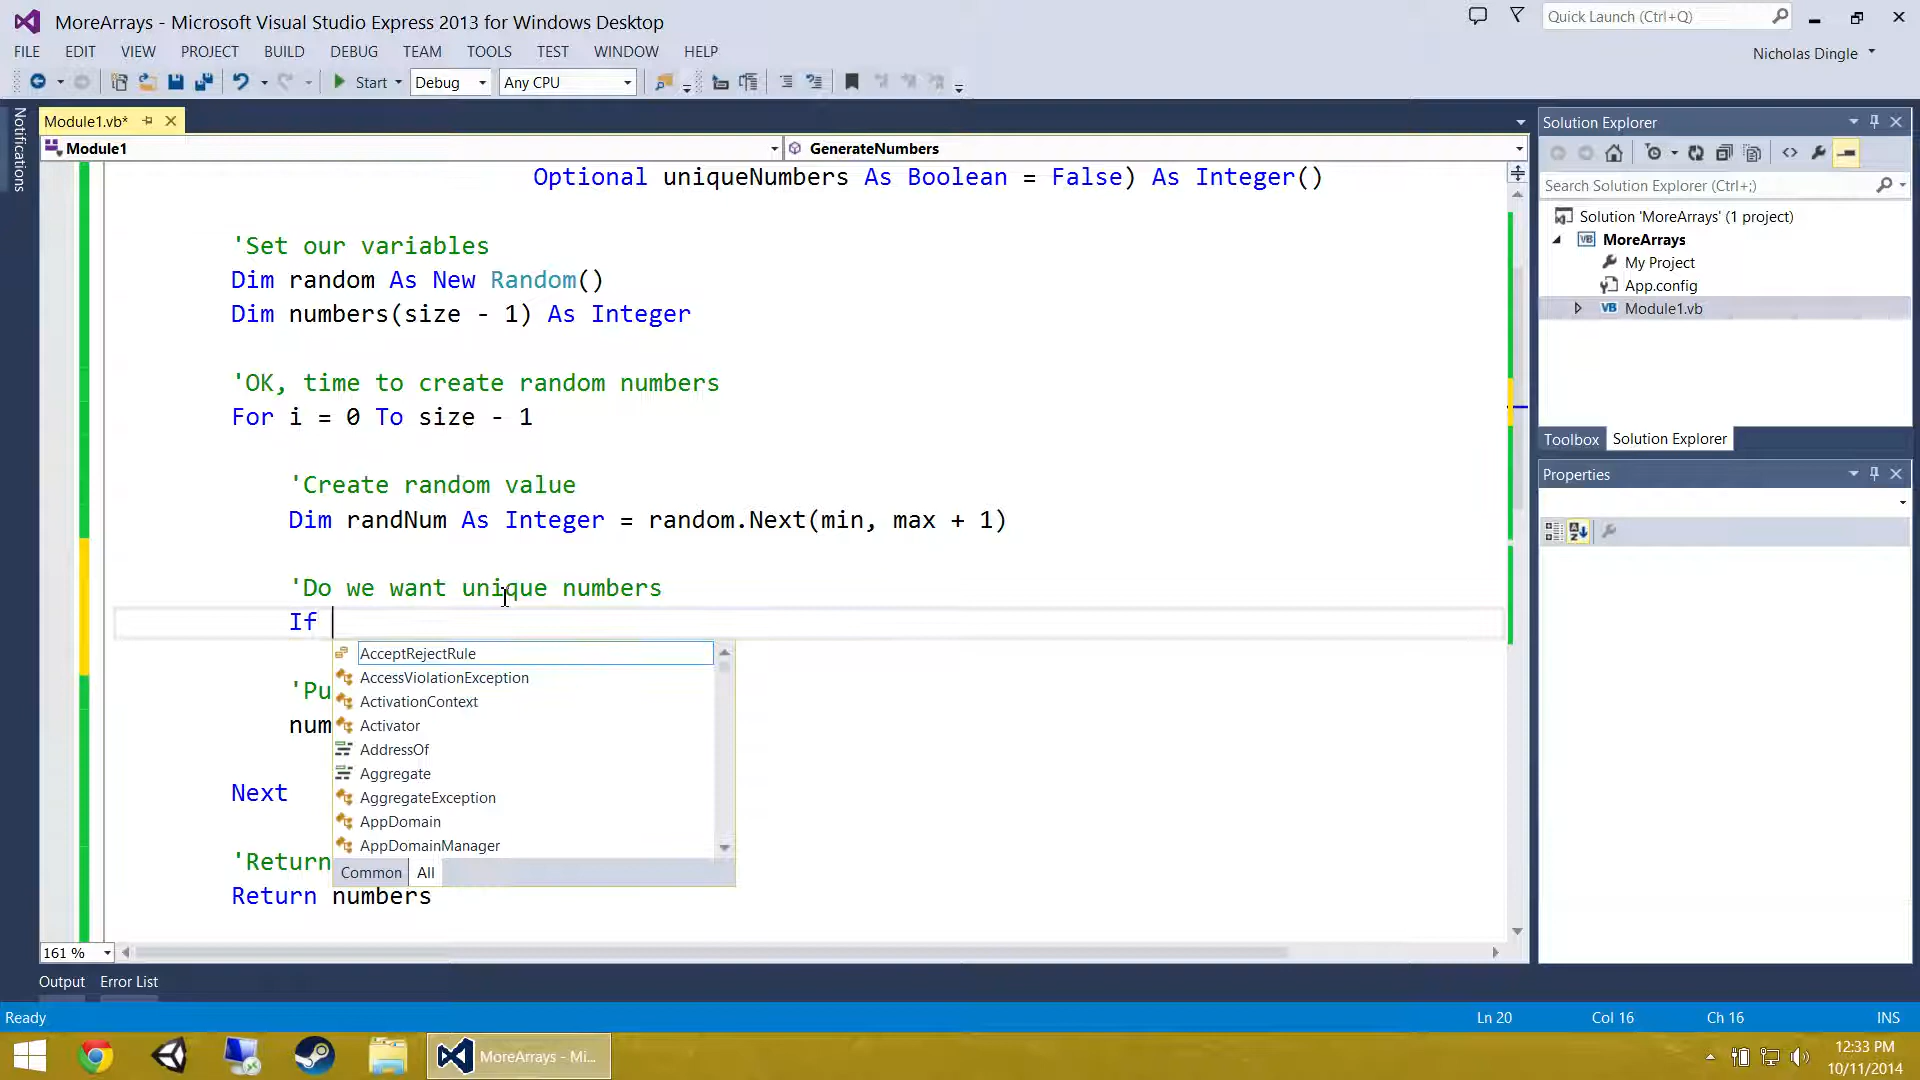 MoreArrays - Microsoft Visual Studio Express 2013 for Windows Desktop
Quick Launch (Ctrl+Q)
FILE EDIT VIEW PROJECT BUILD DEBUG TEAM TOOLS TEST WINDOW HELP
Nicholas Dingle
Start Debug Any CPU
Notifications
Module1.vb*
Module1 GenerateNumbers
Optional uniqueNumbers As Boolean = False) As Integer()
'Set our variables
Dim random As New Random()
Dim numbers(size - 1) As Integer
'OK, time to create random numbers
For i = 0 To size - 1
'Create random value
Dim randNum As Integer = random.Next(min, max + 1)
'Do we want unique numbers
If
AcceptRejectRule
AccessViolationException
ActivationContext
Activator
AddressOf
Aggregate
AggregateException
AppDomain
AppDomainManager
Common All
'Pu
num
Next
'Return
Return numbers
161 %
Output Error List
Solution Explorer
Search Solution Explorer (Ctrl+;)
Solution 'MoreArrays' (1 project)
MoreArrays
My Project
App.config
Module1.vb
Toolbox Solution Explorer
Properties
Ready Ln 20 Col 16 Ch 16 INS
MoreArrays - Mi...
12:33 PM
10/11/2014